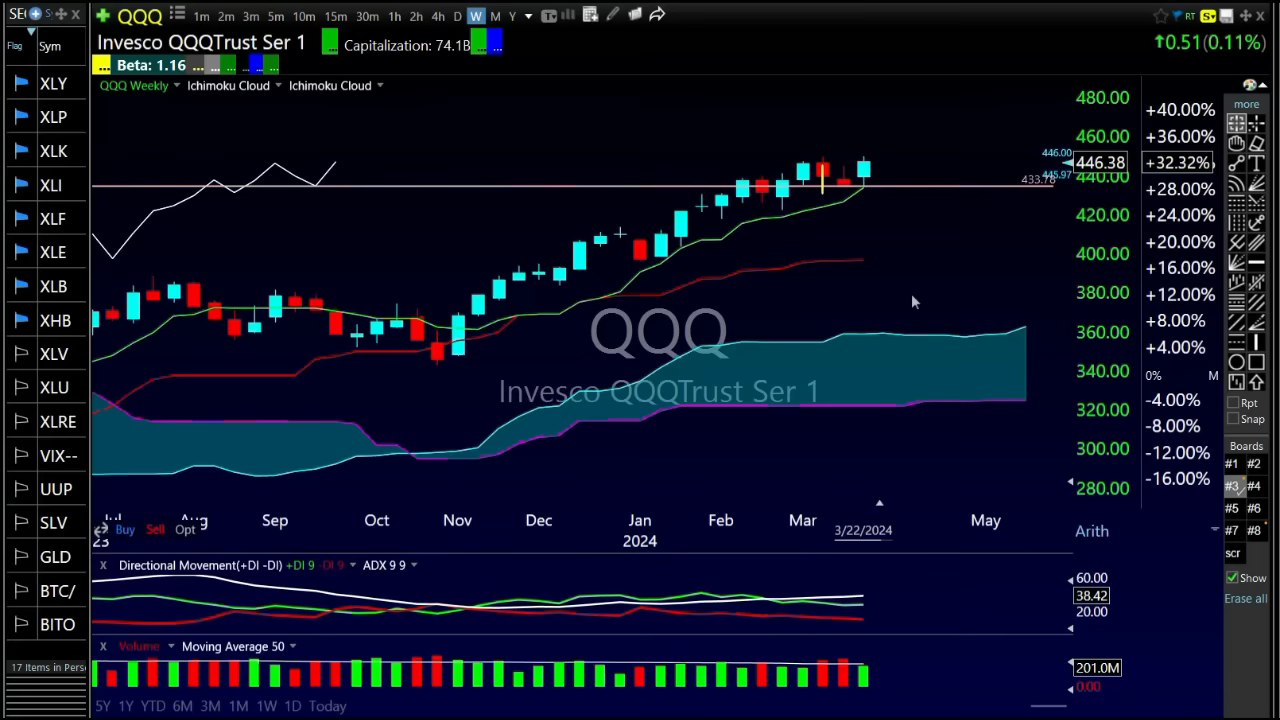 SE S
QQQ 1m 2m 3m 5m 10m 15m 30m 1h 2h 4h D W M Y T
RT S
Invesco QQQTrust Ser 1 ... Capitalization: 74.1B ... ...
0.51(0.11%)
... Beta: 1.16 ... ... ... ... ...
Flag Sym
QQQ Weekly Ichimoku Cloud Ichimoku Cloud
XLY
XLP
XLK
XLI
XLF
XLE
XLB
XHB
XLV
XLU
XLRE
VIX--
UUP
SLV
GLD
BTC/
BITO
17 Items in Pers
480.00
460.00
446.00
446.38
445.97
440.00
433.78
420.00
400.00
380.00
360.00
340.00
320.00
300.00
280.00
+40.00%
+36.00%
+32.32%
+28.00%
+24.00%
+20.00%
+16.00%
+12.00%
+8.00%
+4.00%
0% M
-4.00%
-8.00%
-12.00%
-16.00%
QQQ
Invesco QQQTrust Ser 1
Jul Aug Sep Oct Nov Dec Jan Feb Mar May
23 2024 3/22/2024
Buy Sell Opt
Arith
X Directional Movement(+DI -DI) +DI 9 -DI 9 ADX 9 9
60.00
38.42
20.00
X Volume Moving Average 50
201.0M
0.00
5Y 1Y YTD 6M 3M 1M 1W 1D Today
more
T
Rpt
Snap
Boards
#1 #2
#3 #4
#5 #6
#7 #8
scr
Show
Erase all